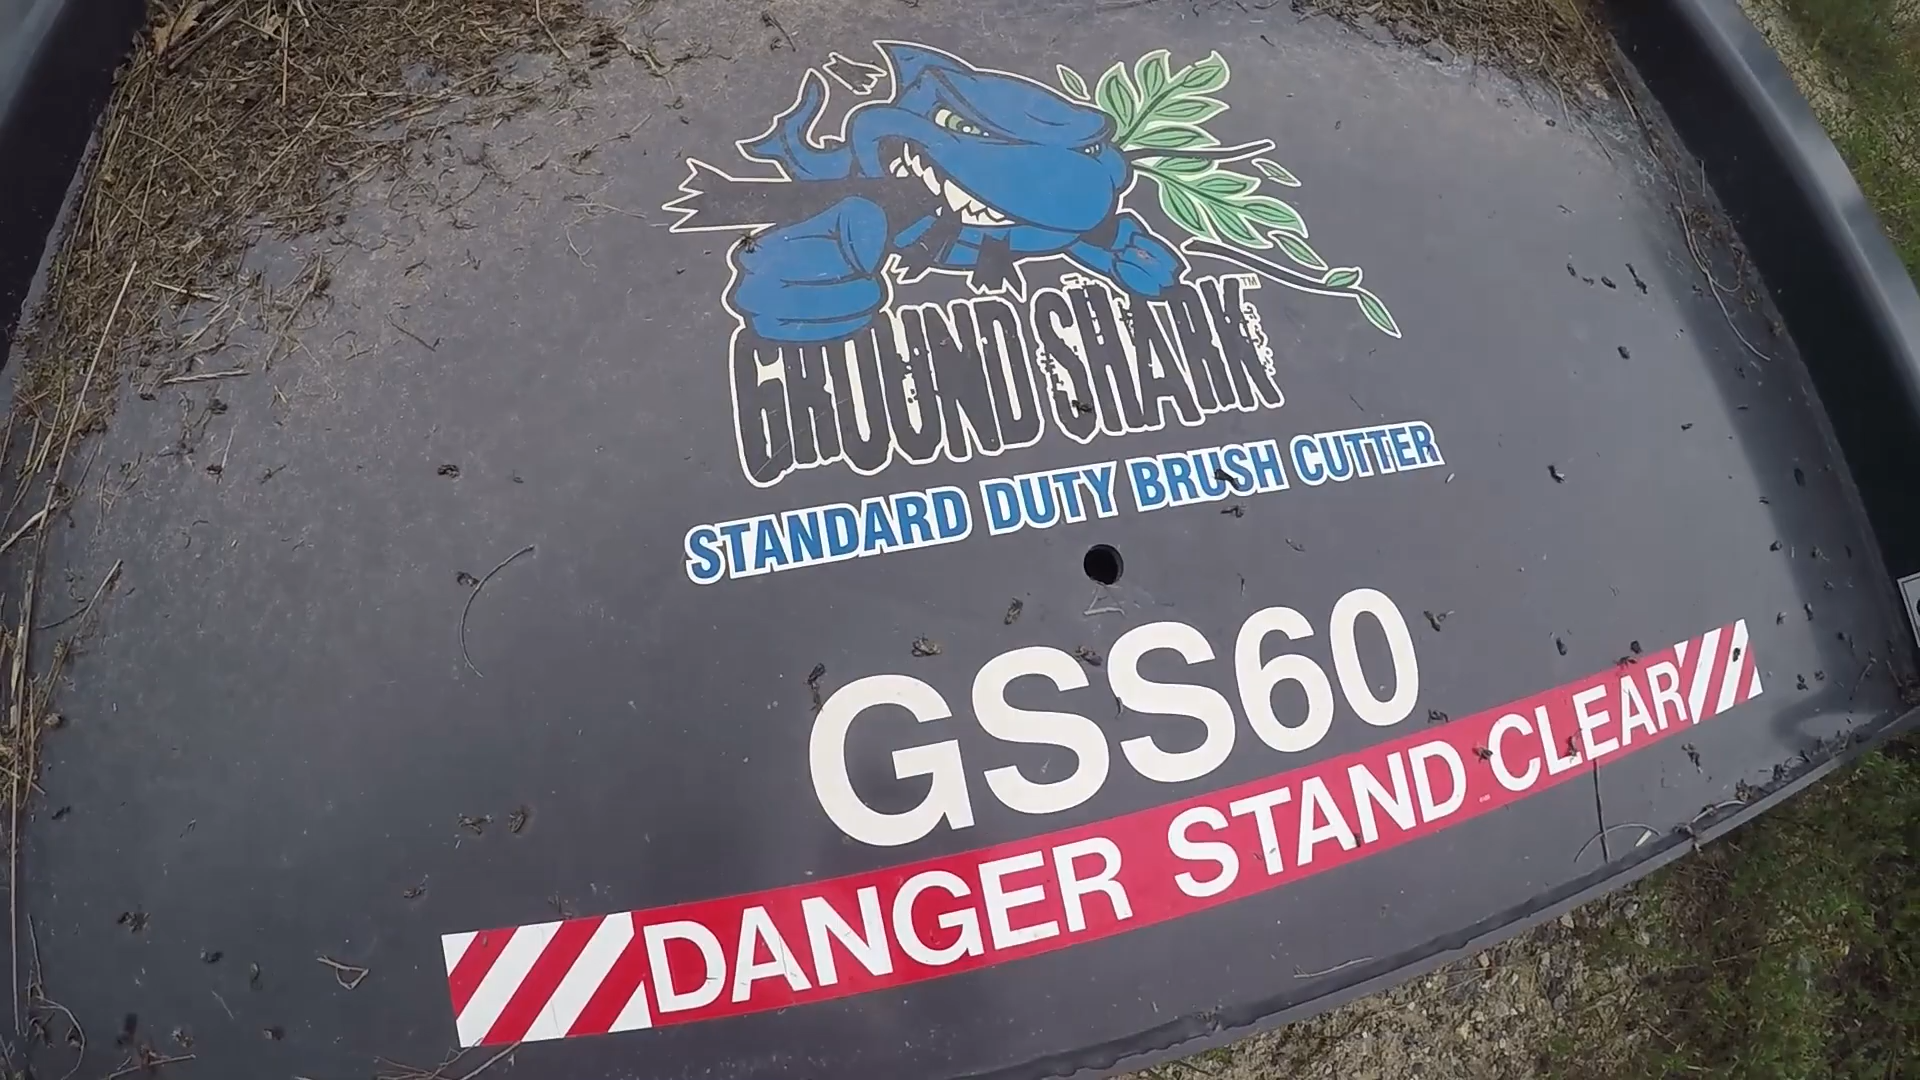 GROUND SHARK™
STANDARD DUTY BRUSH CUTTER
GSS60
DANGER STAND CLEAR